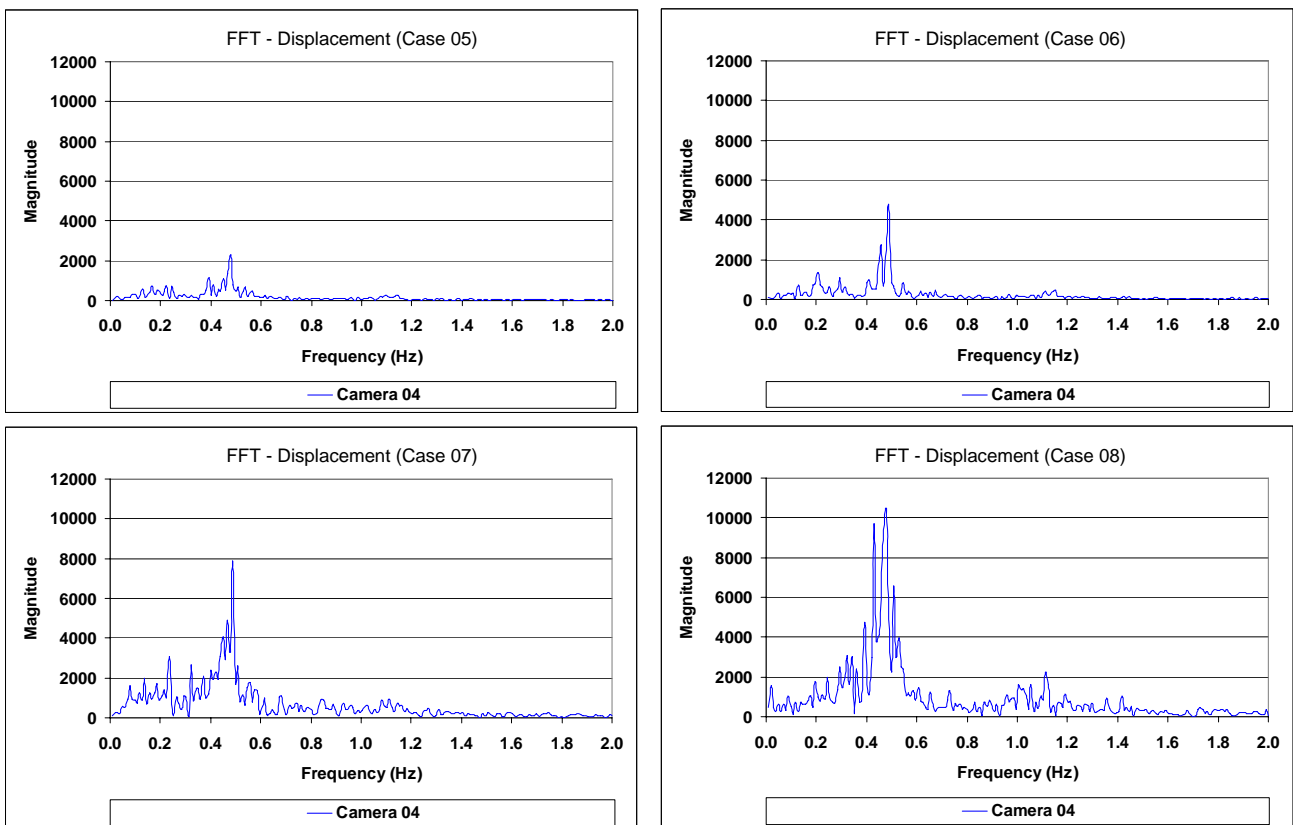 FFT - Displacement (Case 05)
12000
10000
8000
6000
4000
2000
0
Magnitude
0.0 0.2 0.4 0.6 0.8 1.0 1.2 1.4 1.6 1.8 2.0
Frequency (Hz)
Camera 04
FFT - Displacement (Case 06)
12000
10000
8000
6000
4000
2000
0
Magnitude
0.0 0.2 0.4 0.6 0.8 1.0 1.2 1.4 1.6 1.8 2.0
Frequency (Hz)
Camera 04
FFT - Displacement (Case 07)
12000
10000
8000
6000
4000
2000
0
Magnitude
0.0 0.2 0.4 0.6 0.8 1.0 1.2 1.4 1.6 1.8 2.0
Frequency (Hz)
Camera 04
FFT - Displacement (Case 08)
12000
10000
8000
6000
4000
2000
0
Magnitude
0.0 0.2 0.4 0.6 0.8 1.0 1.2 1.4 1.6 1.8 2.0
Frequency (Hz)
Camera 04